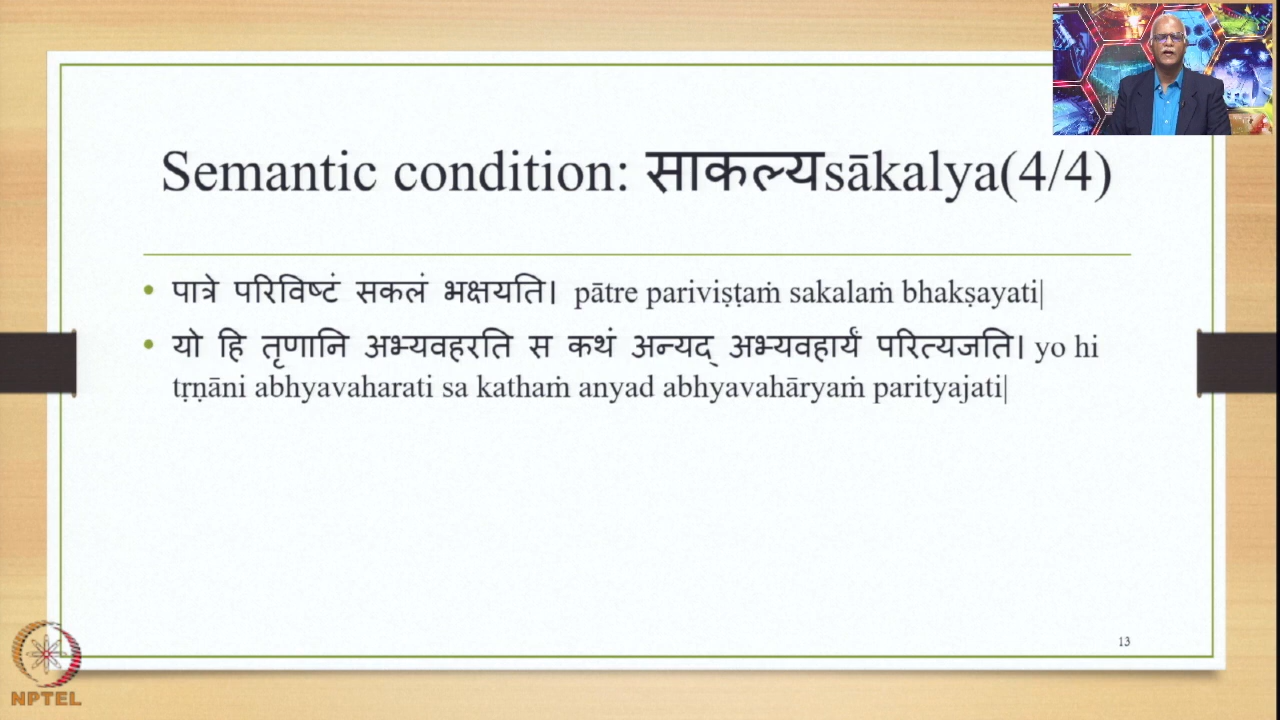 Semantic condition: साकल्यsākalya(4/4)
• पात्रे परिविष्टं सकलं भक्षयति। pātre pariviṣṭaṁ sakalaṁ bhakṣayati|
• यो हि तृणानि अभ्यवहरति स कथं अन्यद् अभ्यवहार्यं परित्यजति। yo hi
tṛṇāni abhyavaharati sa kathaṁ anyad abhyavahāryaṁ parityajati|
13
NPTEL